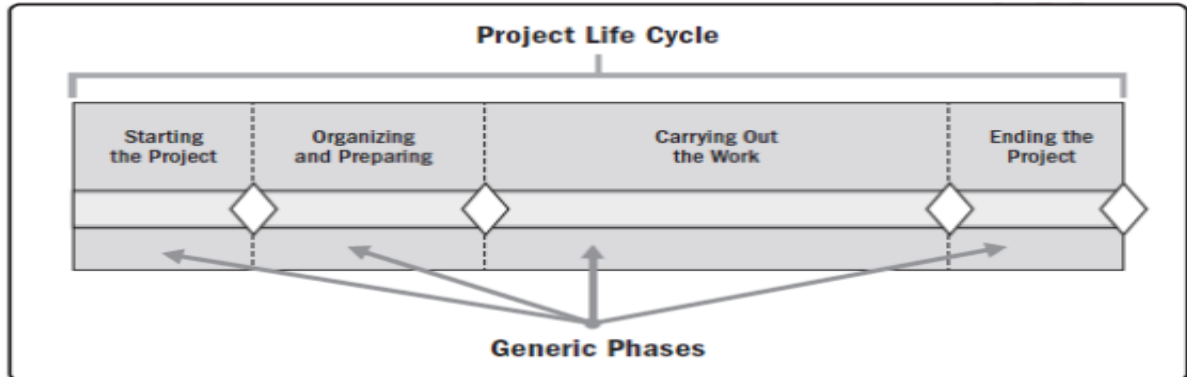 Project Life Cycle
Starting
the Project
Organizing
and Preparing
Carrying Out
the Work
Ending the
Project
Generic Phases